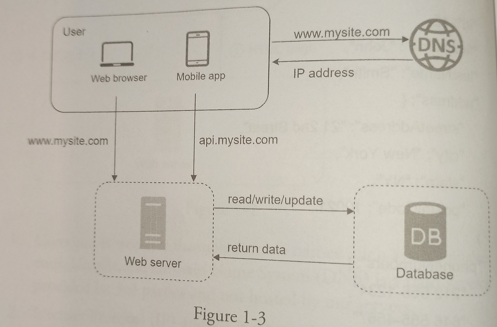 User
www.mysite.com
DNS
Web browser
Mobile app
IP address
www.mysite.com
api.mysite.com
read/write/update
DB
return data
Web server
Database
Figure 1-3